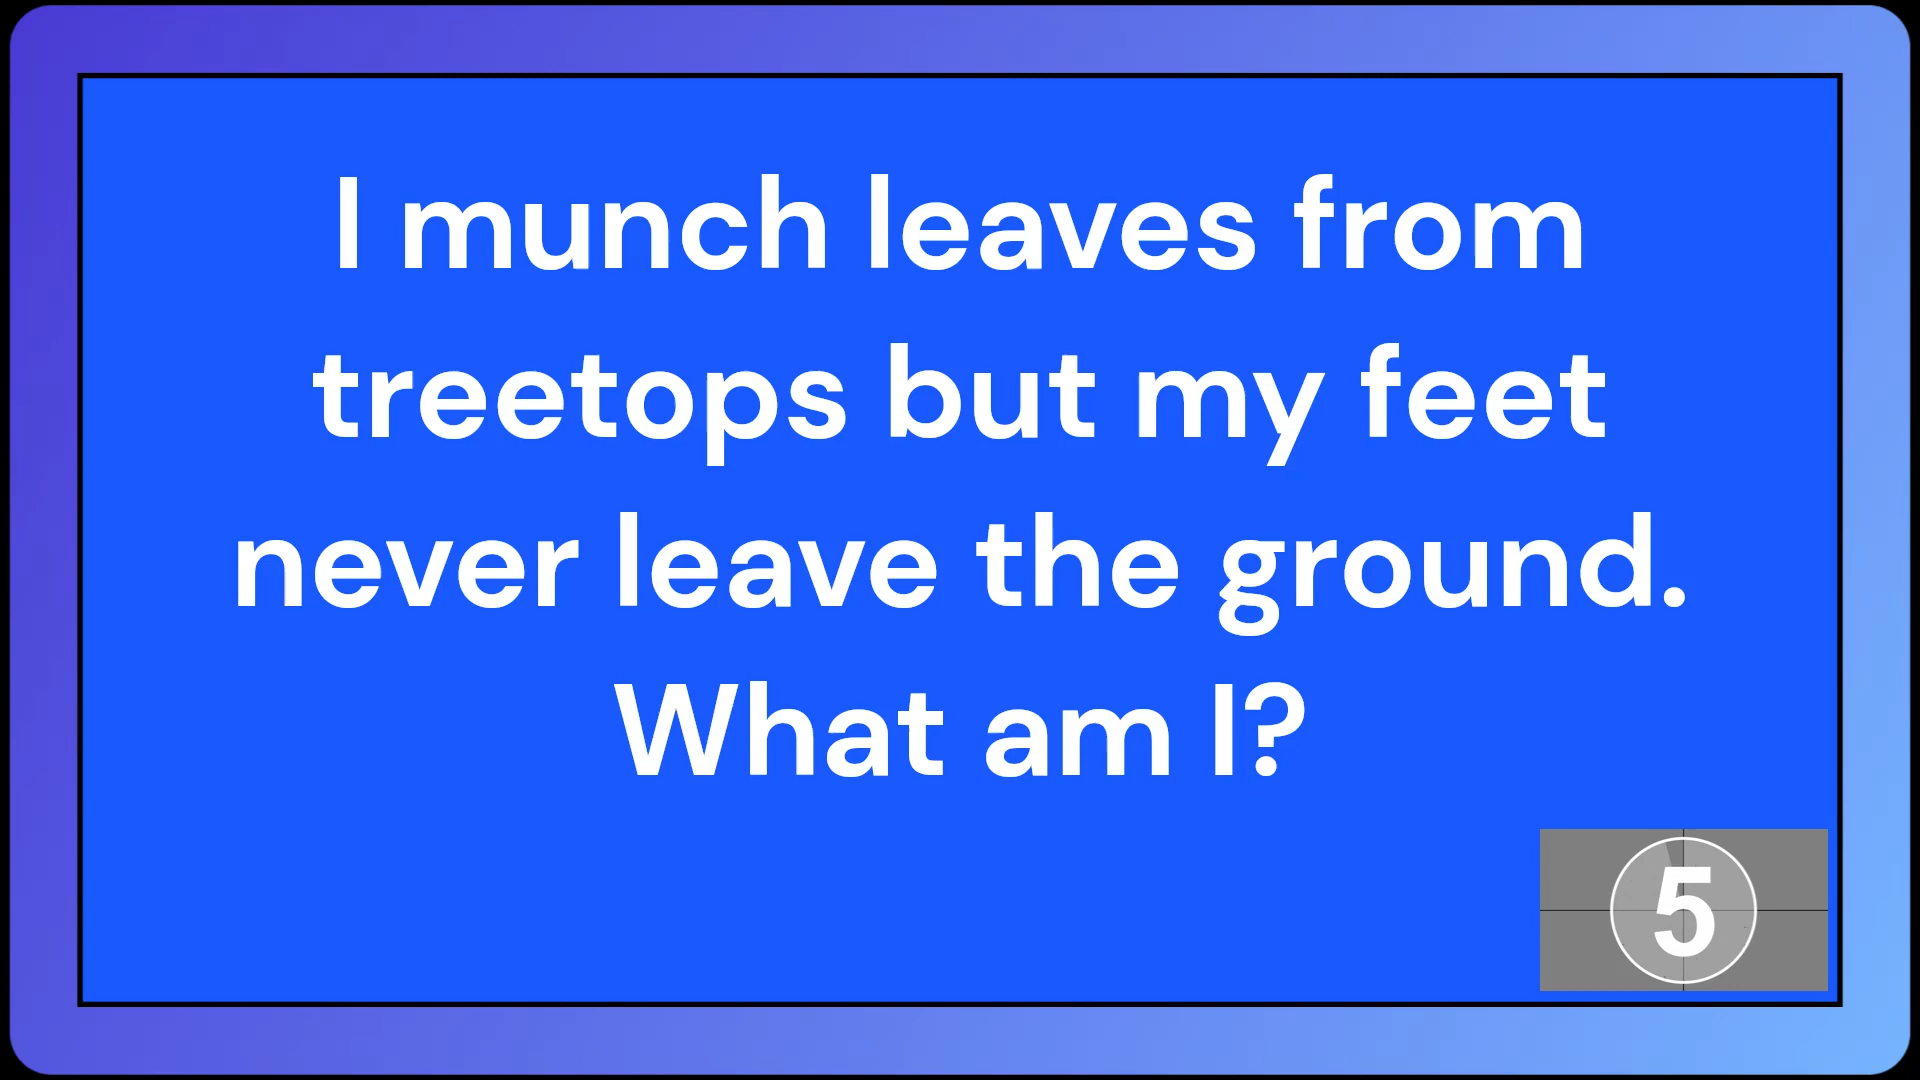 I munch leaves from
treetops but my feet
never leave the ground.
What am I?
5